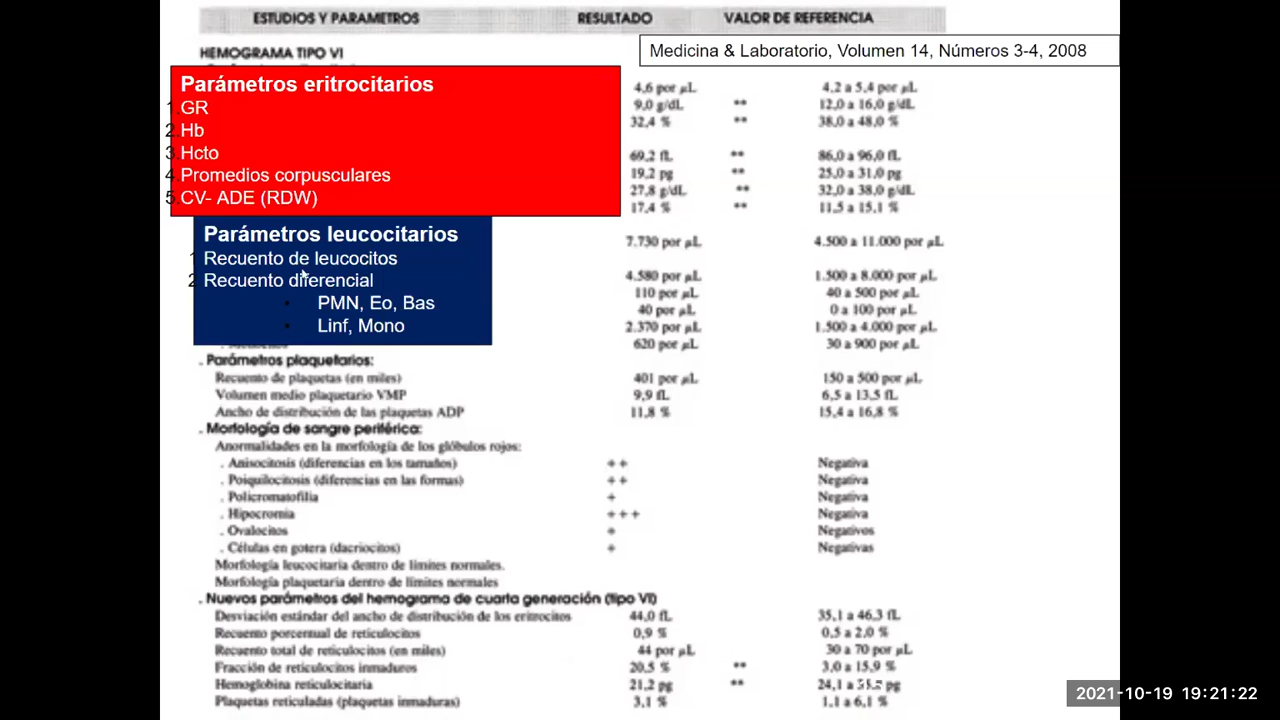 ESTUDIOS Y PARAMETROS RESULTADO VALOR DE REFERENCIA
HEMOGRAMA TIPO VI
Medicina & Laboratorio, Volumen 14, Números 3-4, 2008
Parámetros eritrocitarios
1. GR
2. Hb
3. Hcto
4. Promedios corpusculares
5. CV- ADE (RDW)
4,6 por µL 4,2 a 5,4 por µL
9,0 g/dL ** 12,0 a 16,0 g/dL
32,4 % ** 38,0 a 48,0 %
69,2 fL ** 86,0 a 96,0 fL
19,2 pg ** 25,0 a 31,0 pg
27,8 g/dL ** 32,0 a 38,0 g/dL
17,4 % ** 11,5 a 15,1 %
Parámetros leucocitarios
1 Recuento de leucocitos
2 Recuento diferencial
• PMN, Eo, Bas
• Linf, Mono
7.730 por µL 4.500 a 11.000 por µL
4.580 por µL 1.500 a 8.000 por µL
110 por µL 40 a 500 por µL
40 por µL 0 a 100 por µL
2.370 por µL 1.500 a 4.000 por µL
620 por µL 30 a 900 por µL
. Parámetros plaquetarios:
Recuento de plaquetas (en miles) 401 por µL 150 a 500 por µL
Volumen medio plaquetario VMP 9,9 fL 6,5 a 13,5 fL
Ancho de distribución de las plaquetas ADP 11,8 % 15,4 a 16,8 %
. Morfología de sangre periférica:
Anormalidades en la morfología de los glóbulos rojos:
. Anisocitosis (diferencias en los tamaños) ++ Negativa
. Poiquilocitosis (diferencias en las formas) ++ Negativa
. Policromatofilia + Negativa
. Hipocromia +++ Negativa
. Ovalocitos + Negativos
. Células en gotera (dacriocitos) + Negativas
Morfología leucocitaria dentro de límites normales.
Morfología plaquetaria dentro de límites normales
. Nuevos parámetros del hemograma de cuarta generación (tipo VI)
Desviación estándar del ancho de distribución de los eritrocitos 44,0 fL 35,1 a 46,3 fL
Recuento porcentual de reticulocitos 0,9 % 0,5 a 2,0 %
Recuento total de reticulocitos (en miles) 44 por µL 30 a 70 por µL
Fracción de reticulocitos inmaduros 20,5 % ** 3,0 a 15,9 %
Hemoglobina reticulocitaria 21,2 pg ** 24,1 a pg
Plaquetas reticuladas (plaquetas inmaduras) 3,1 % 1,1 a 6,1 %
2021-10-19 19:21:22